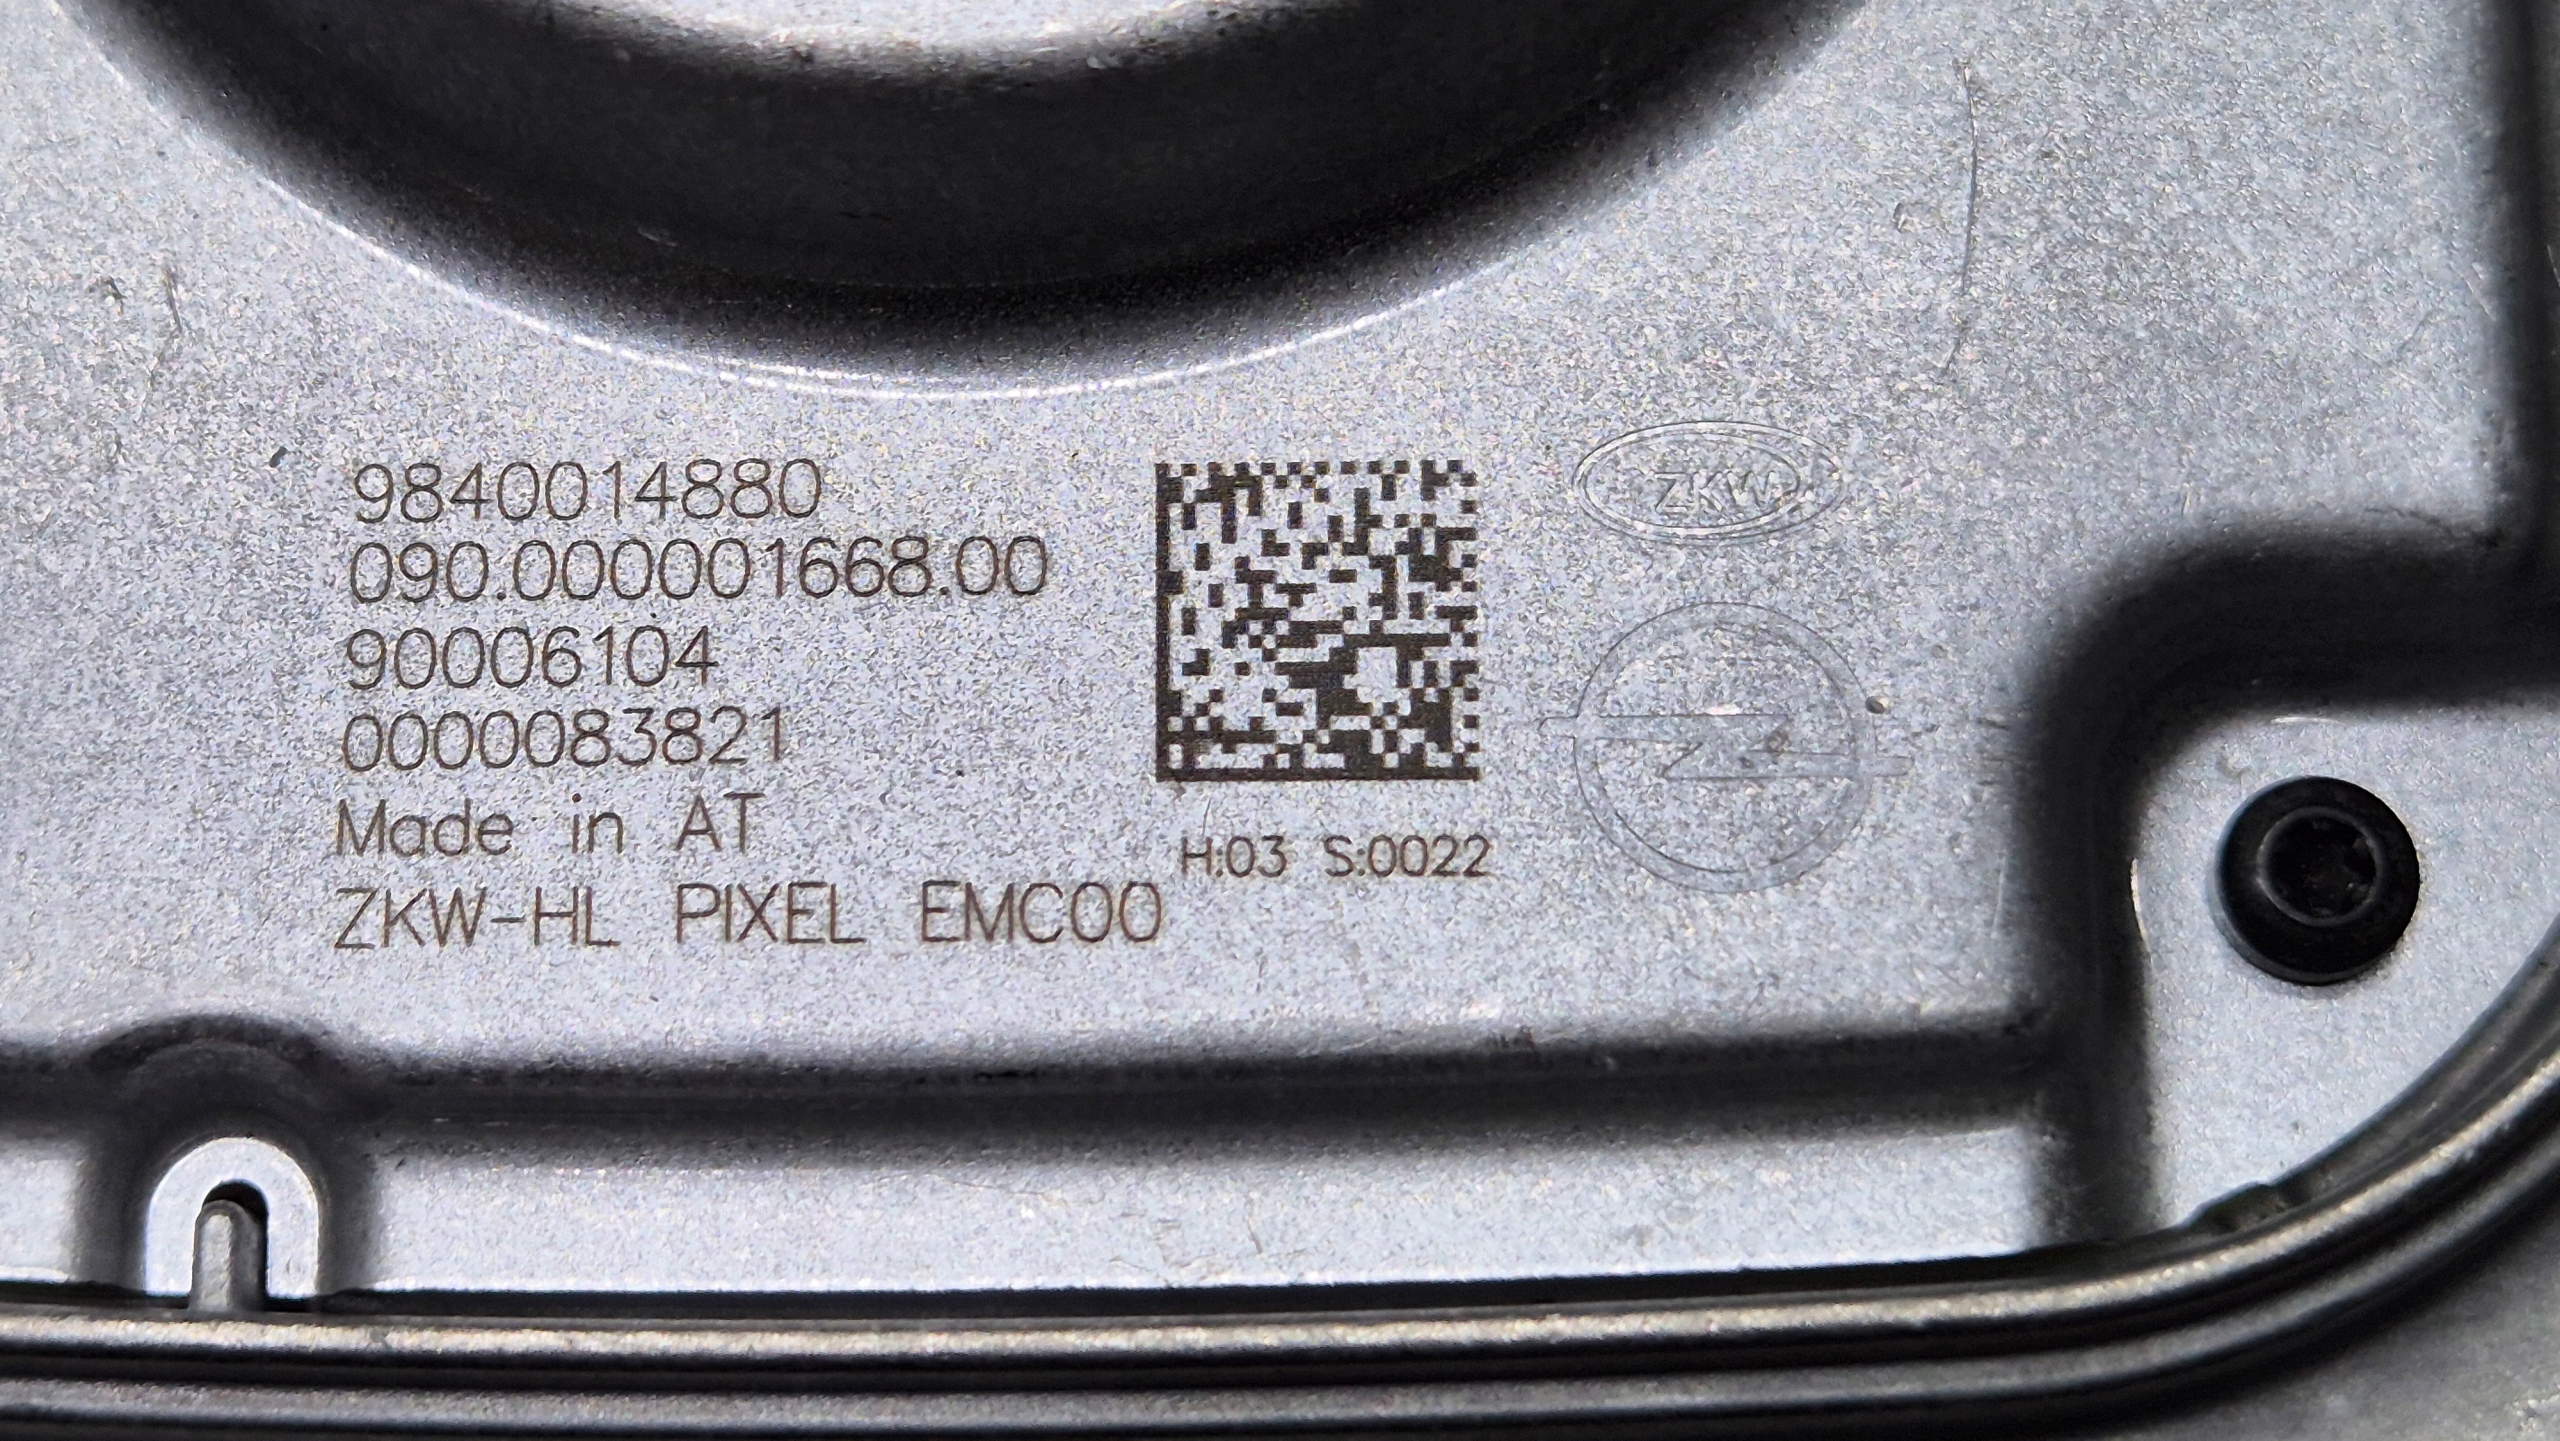 9840014880
090.000001668.00
90006104
0000083821
Made in AT
ZKW-HL PIXEL EMC00
H:03 S:0022
ZKW